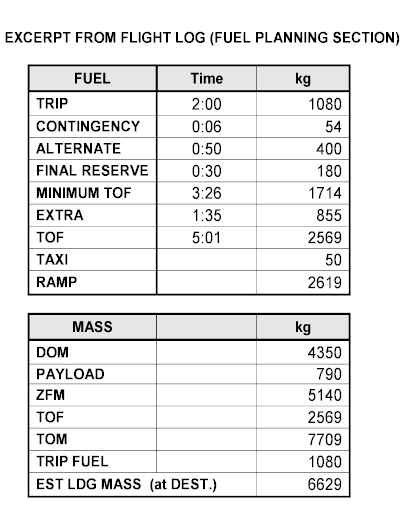 EXCERPT FROM FLIGHT LOG (FUEL PLANNING SECTION)
FUEL Time kg
TRIP 2:00 1080
CONTINGENCY 0:06 54
ALTERNATE 0:50 400
FINAL RESERVE 0:30 180
MINIMUM TOF 3:26 1714
EXTRA 1:35 855
TOF 5:01 2569
TAXI 50
RAMP 2619
MASS kg
DOM 4350
PAYLOAD 790
ZFM 5140
TOF 2569
TOM 7709
TRIP FUEL 1080
EST LDG MASS (at DEST.) 6629